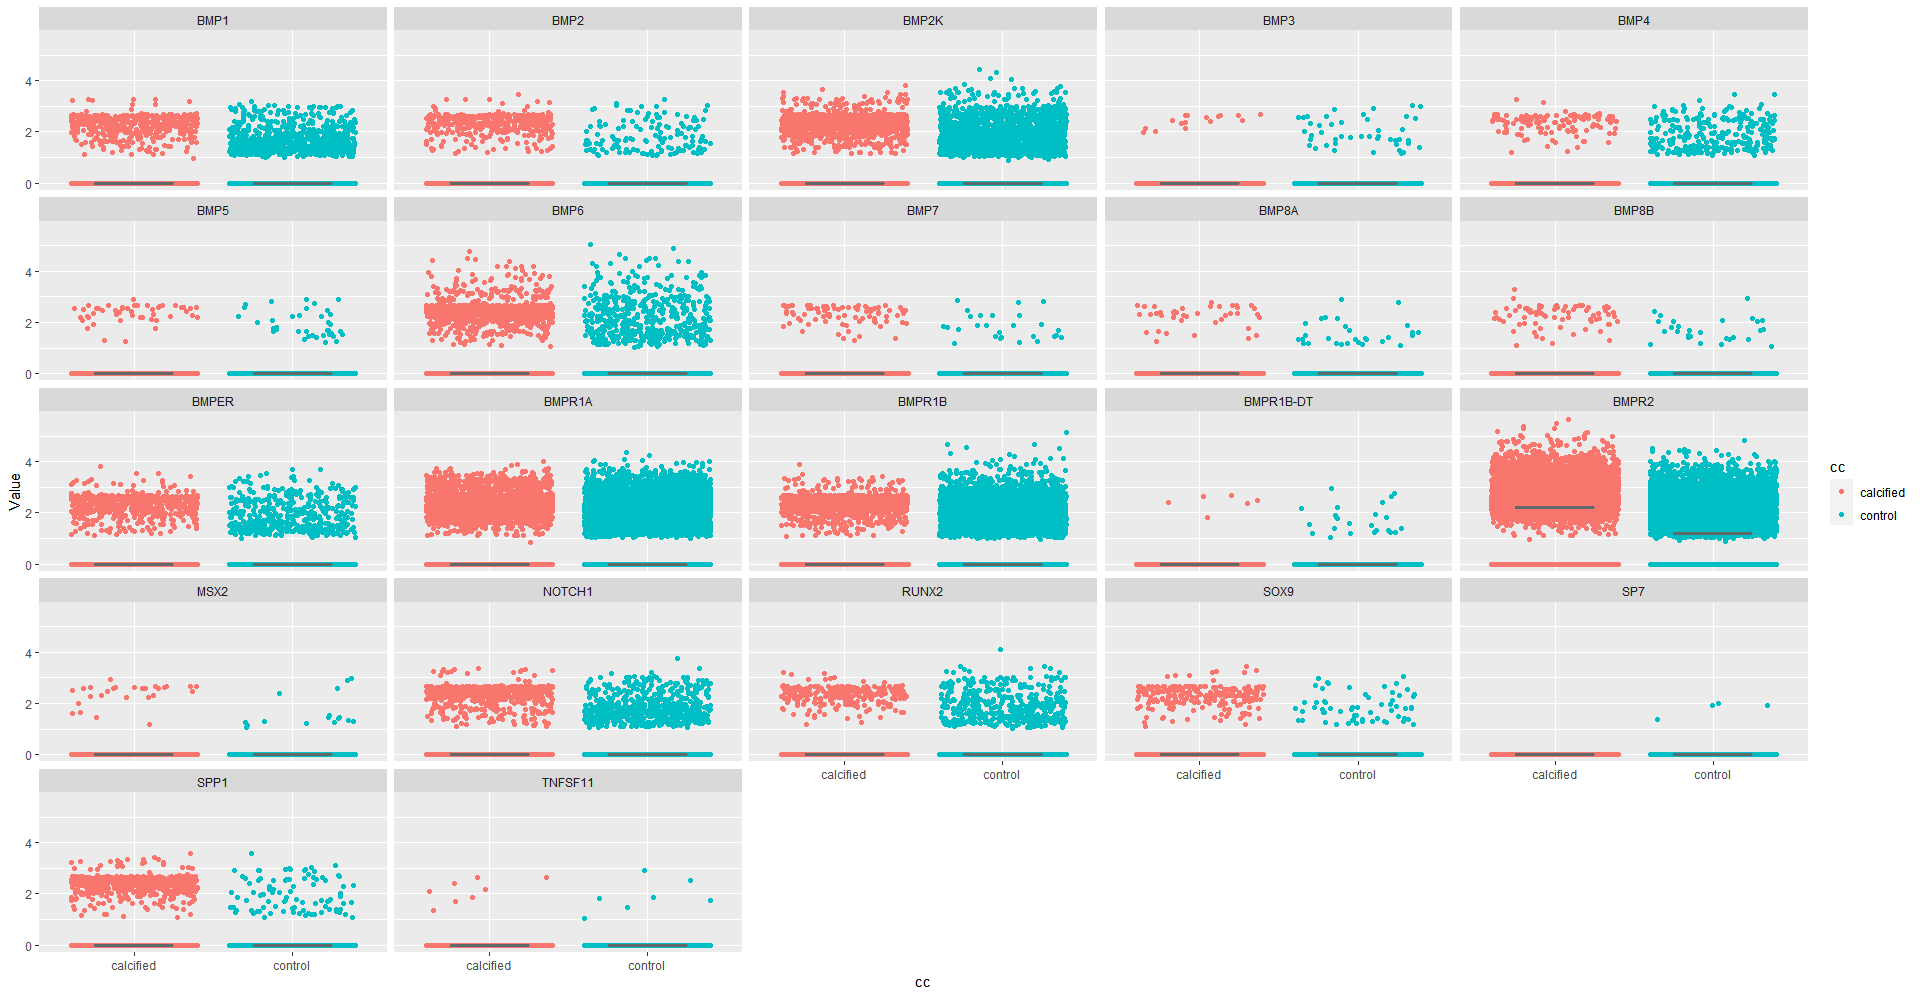 BMP1 BMP2 BMP2K BMP3 BMP4
4
2
0
BMP5 BMP6 BMP7 BMP8A BMP8B
4
2
0
BMPER BMPR1A BMPR1B BMPR1B-DT BMPR2
4
2
0
Value
cc
calcified
control
MSX2 NOTCH1 RUNX2 SOX9 SP7
4
2
0
calcified control calcified control calcified control
SPP1 TNFSF11
4
2
0
calcified control calcified control
cc